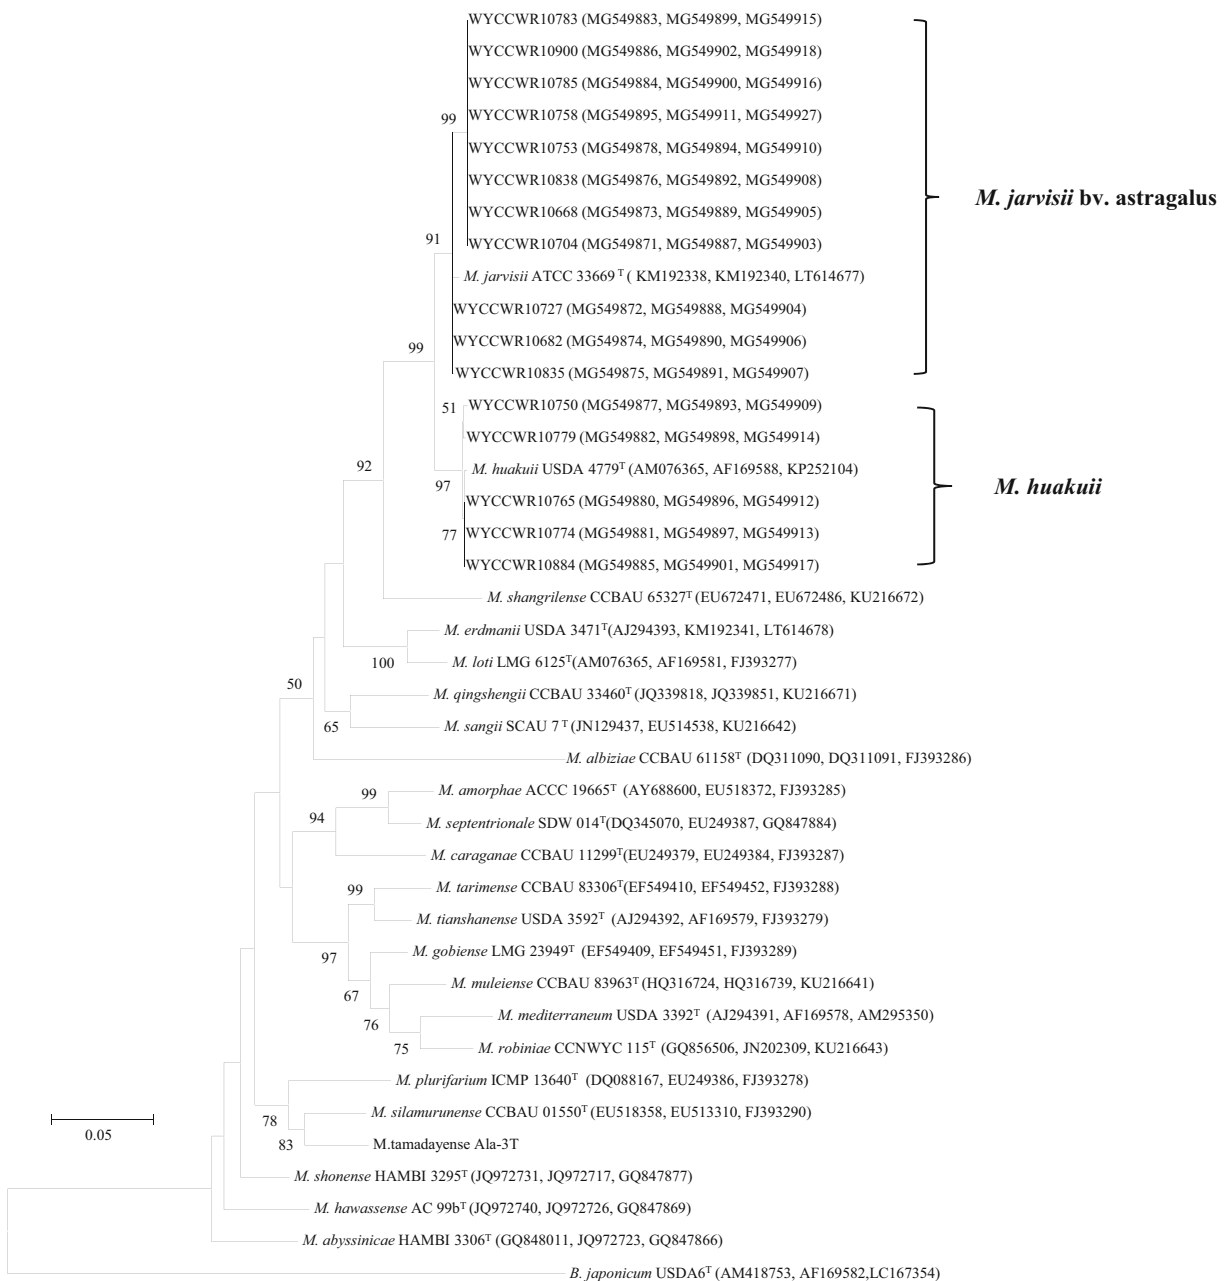 WYCCWR10783 (MG549883, MG549899, MG549915)
WYCCWR10900 (MG549886, MG549902, MG549918)
WYCCWR10785 (MG549884, MG549900, MG549916)
WYCCWR10758 (MG549895, MG549911, MG549927)
99
WYCCWR10753 (MG549878, MG549894, MG549910)
WYCCWR10838 (MG549876, MG549892, MG549908)
M. jarvisii bv. astragalus
WYCCWR10668 (MG549873, MG549889, MG549905)
91
WYCCWR10704 (MG549871, MG549887, MG549903)
M. jarvisii ATCC 33669 T ( KM192338, KM192340, LT614677)
WYCCWR10727 (MG549872, MG549888, MG549904)
WYCCWR10682 (MG549874, MG549890, MG549906)
99
WYCCWR10835 (MG549875, MG549891, MG549907)
51
WYCCWR10750 (MG549877, MG549893, MG549909)
WYCCWR10779 (MG549882, MG549898, MG549914)
92
M. huakuii USDA 4779T (AM076365, AF169588, KP252104)
97
M. huakuii
WYCCWR10765 (MG549880, MG549896, MG549912)
77
WYCCWR10774 (MG549881, MG549897, MG549913)
WYCCWR10884 (MG549885, MG549901, MG549917)
M. shangrilense CCBAU 65327T (EU672471, EU672486, KU216672)
M. erdmanii USDA 3471T(AJ294393, KM192341, LT614678)
100
M. loti LMG 6125T(AM076365, AF169581, FJ393277)
50
M. qingshengii CCBAU 33460T (JQ339818, JQ339851, KU216671)
65
M. sangii SCAU 7 T (JN129437, EU514538, KU216642)
M. albiziae CCBAU 61158T (DQ311090, DQ311091, FJ393286)
99
M. amorphae ACCC 19665T (AY688600, EU518372, FJ393285)
94
M. septentrionale SDW 014T(DQ345070, EU249387, GQ847884)
M. caraganae CCBAU 11299T(EU249379, EU249384, FJ393287)
99
M. tarimense CCBAU 83306T(EF549410, EF549452, FJ393288)
M. tianshanense USDA 3592T (AJ294392, AF169579, FJ393279)
97
M. gobiense LMG 23949T (EF549409, EF549451, FJ393289)
67
M. muleiense CCBAU 83963T (HQ316724, HQ316739, KU216641)
76
M. mediterraneum USDA 3392T (AJ294391, AF169578, AM295350)
75
M. robiniae CCNWYC 115T (GQ856506, JN202309, KU216643)
M. plurifarium ICMP 13640T (DQ088167, EU249386, FJ393278)
78
M. silamurunense CCBAU 01550T (EU518358, EU513310, FJ393290)
0.05
83
M.tamadayense Ala-3T
M. shonense HAMBI 3295T (JQ972731, JQ972717, GQ847877)
M. hawassense AC 99bT (JQ972740, JQ972726, GQ847869)
M. abyssinicae HAMBI 3306T (GQ848011, JQ972723, GQ847866)
B. japonicum USDA6T (AM418753, AF169582,LC167354)